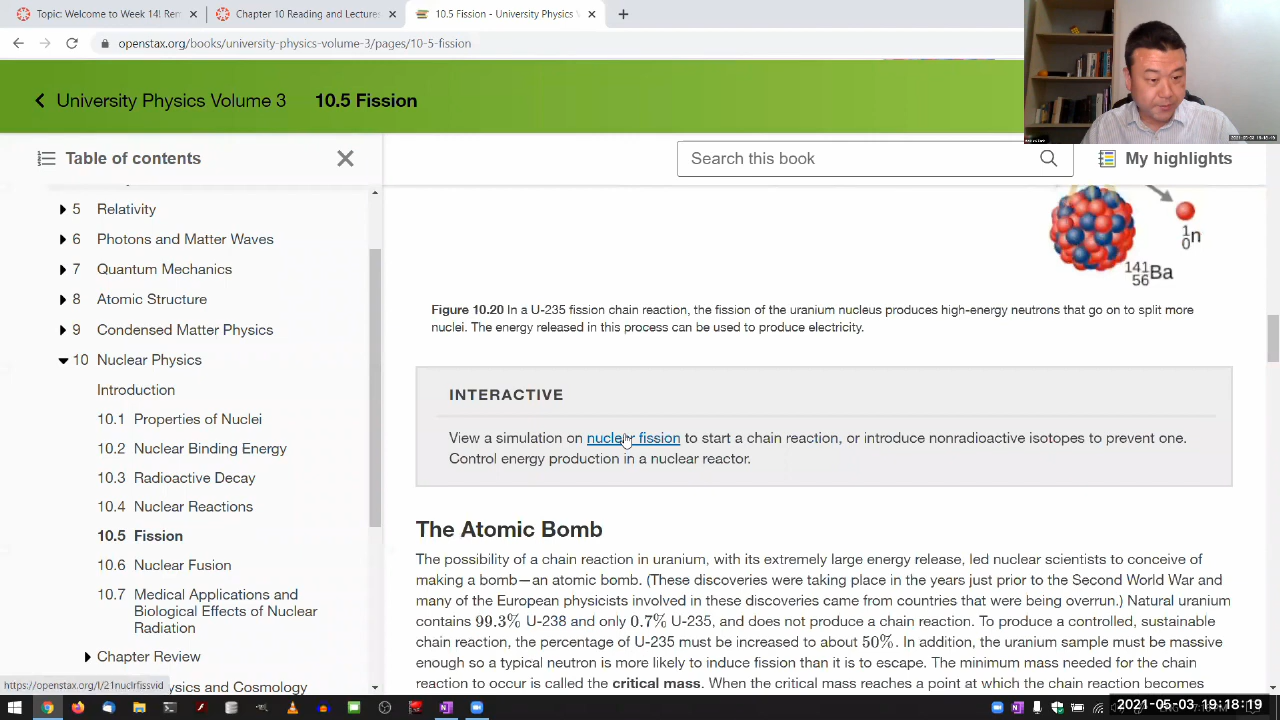 Topic: Welcome to Week 14! Rem
Chapter 10 Reading and Lecture
10.5 Fission - University Physics V
openstax.org/books/university-physics-volume-3/pages/10-5-fission
University Physics Volume 3
10.5 Fission
Table of contents
Search this book
My highlights
5 Relativity
6 Photons and Matter Waves
7 Quantum Mechanics
8 Atomic Structure
9 Condensed Matter Physics
10 Nuclear Physics
Introduction
10.1 Properties of Nuclei
10.2 Nuclear Binding Energy
10.3 Radioactive Decay
10.4 Nuclear Reactions
10.5 Fission
10.6 Nuclear Fusion
10.7 Medical Applications and
Biological Effects of Nuclear
Radiation
Chapter Review
ysics and Cosmology
https://openstax.org/l/21nuclrfissvid
1 0 n
141 56 Ba
Figure 10.20 In a U-235 fission chain reaction, the fission of the uranium nucleus produces high-energy neutrons that go on to split more
nuclei. The energy released in this process can be used to produce electricity.
INTERACTIVE
View a simulation on nuclear fission to start a chain reaction, or introduce nonradioactive isotopes to prevent one.
Control energy production in a nuclear reactor.
The Atomic Bomb
The possibility of a chain reaction in uranium, with its extremely large energy release, led nuclear scientists to conceive of
making a bomb—an atomic bomb. (These discoveries were taking place in the years just prior to the Second World War and
many of the European physicists involved in these discoveries came from countries that were being overrun.) Natural uranium
contains 99.3% U-238 and only 0.7% U-235, and does not produce a chain reaction. To produce a controlled, sustainable
chain reaction, the percentage of U-235 must be increased to about 50%. In addition, the uranium sample must be massive
enough so a typical neutron is more likely to induce fission than it is to escape. The minimum mass needed for the chain
reaction to occur is called the critical mass. When the critical mass reaches a point at which the chain reaction becomes
2021-05-03 19:18:19
2021-05-03 19:18:19